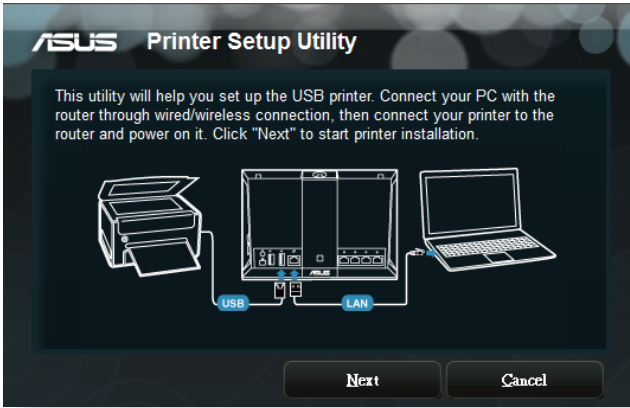 ASUS Printer Setup Utility
This utility will help you set up the USB printer. Connect your PC with the
router through wired/wireless connection, then connect your printer to the
router and power on it. Click "Next" to start printer installation.
ASUS
USB
LAN
Next
Cancel